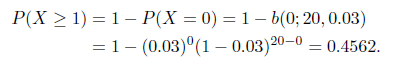 P(X ≥ 1) = 1 − P(X = 0) = 1 − b(0; 20, 0.03)
= 1 − (0.03)⁰(1 − 0.03)²⁰⁻⁰ = 0.4562.